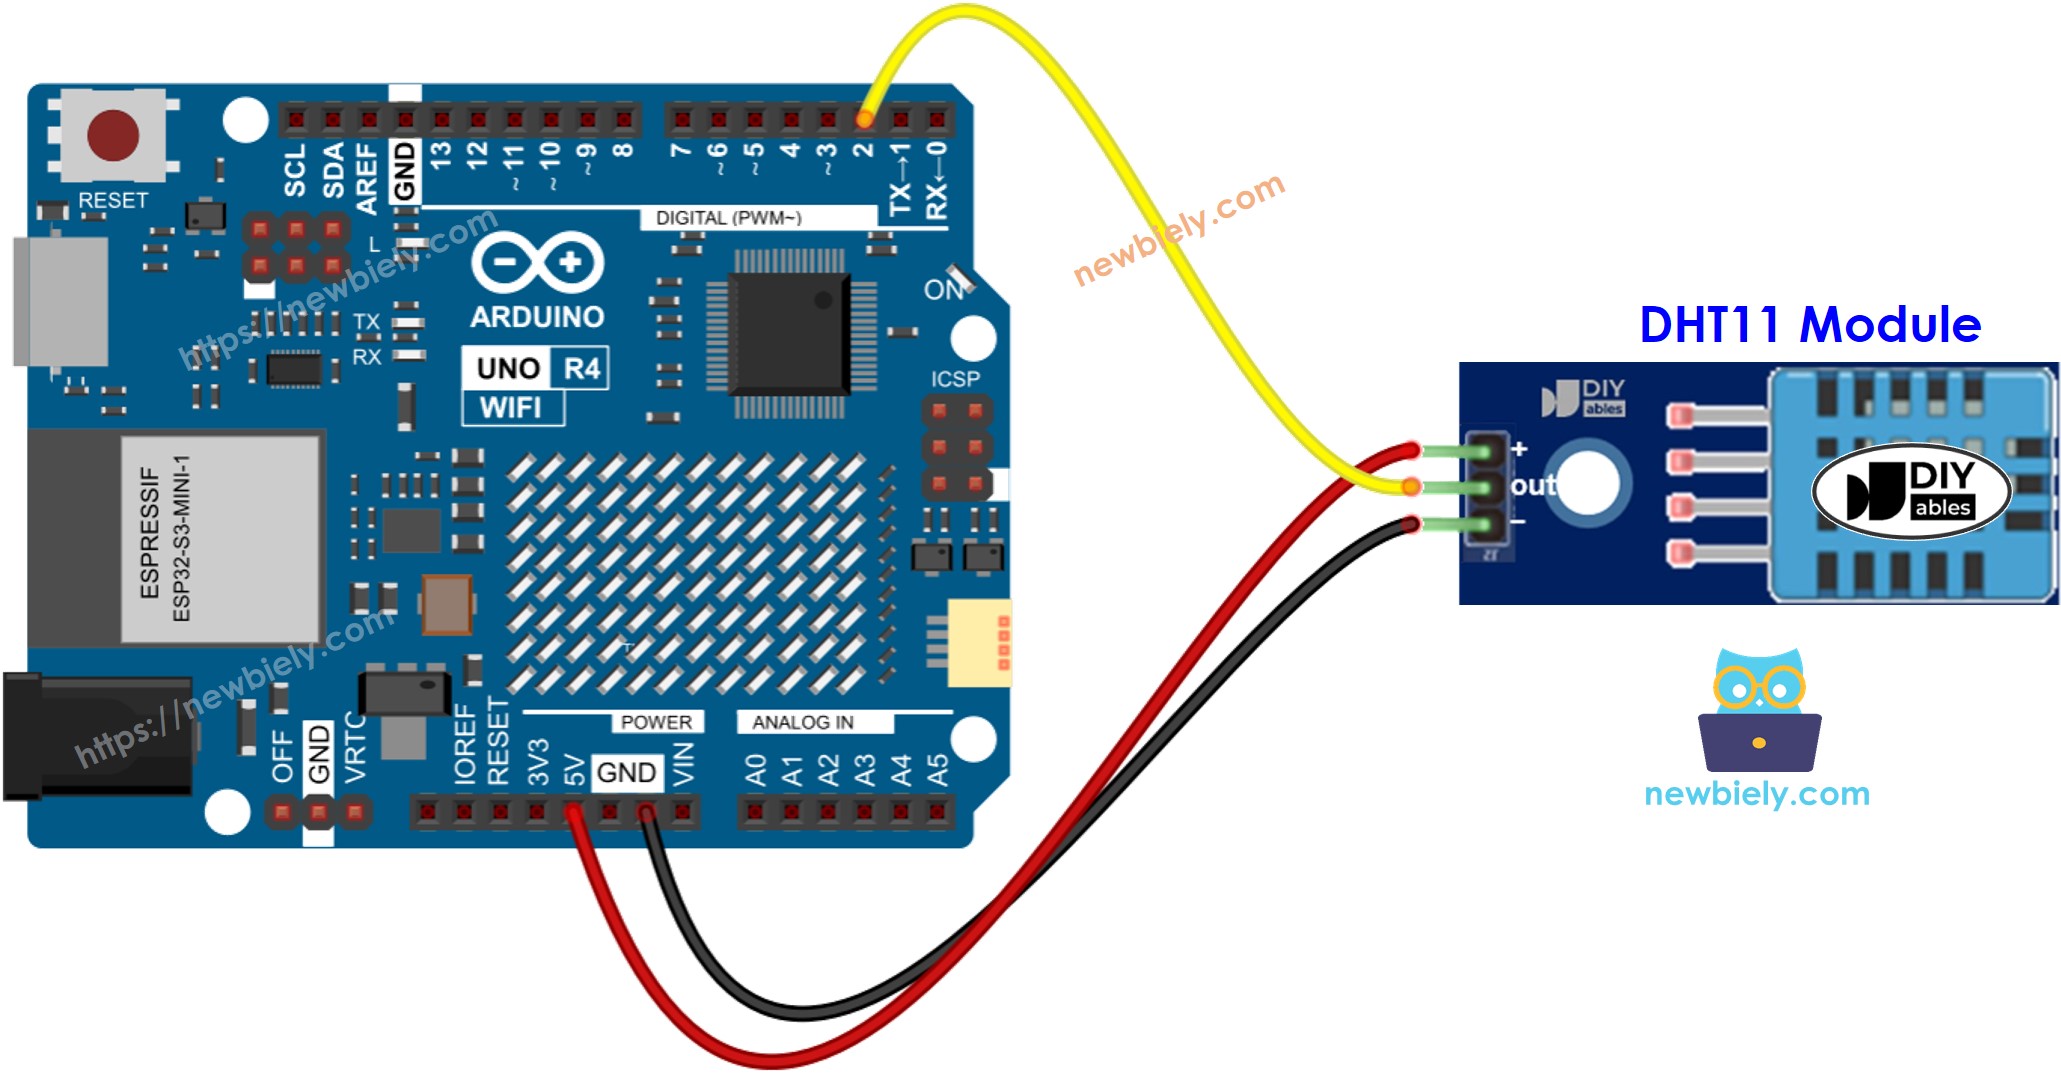 RESET
SCL
SDA
AREF
GND
13
12
~11
~10
~9
8
7
~6
~5
4
~3
2
TX→1
RX←0
DIGITAL (PWM~)
L
TX
RX
ARDUINO
UNO R4
WIFI
ON
ICSP
https://newbiely.com
newbiely.com
ESPRESSIF
ESP32-S3-MINI-1
https://newbiely.com
OFF
GND
VRTC
IOREF
RESET
3V3
5V
GND
VIN
POWER
ANALOG IN
A0
A1
A2
A3
A4
A5
DHT11 Module
DIY
ables
+
out
-
J2
DIY
ables
newbiely.com